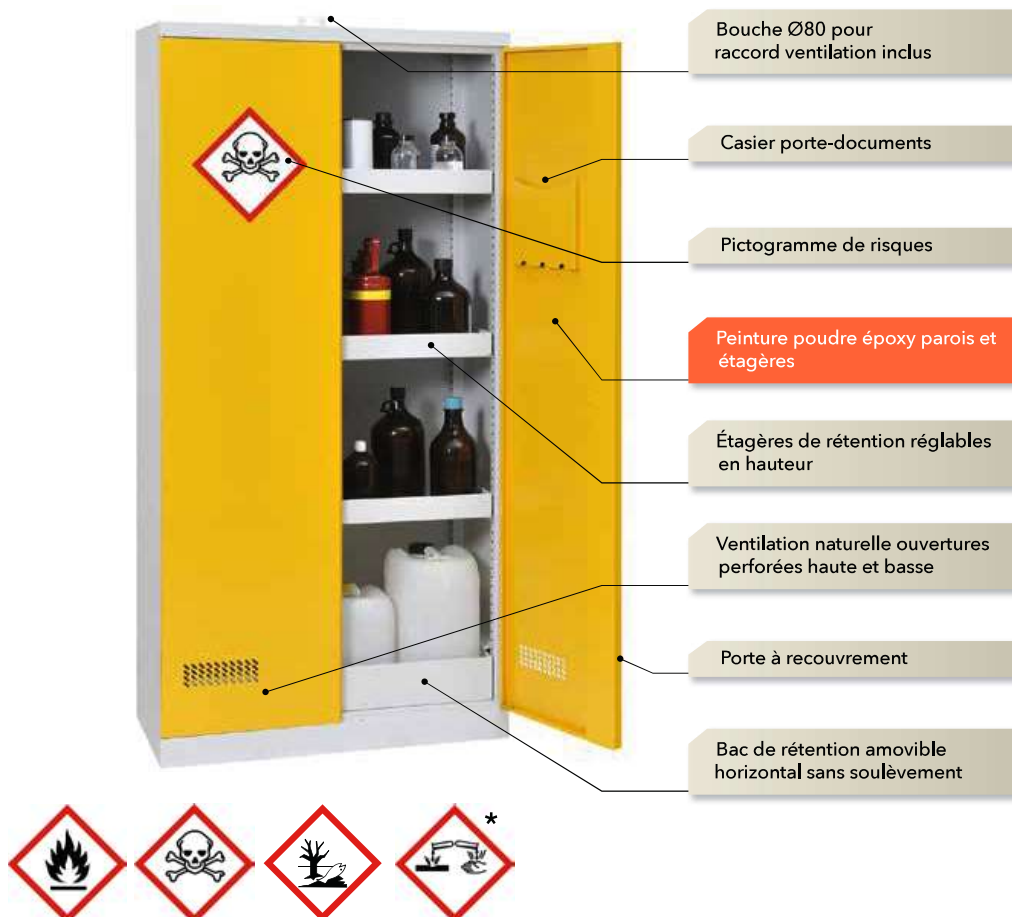 Bouche Ø80 pour
raccord ventilation inclus
Casier porte-documents
Pictogramme de risques
Peinture poudre époxy parois et
étagères
Étagères de rétention réglables
en hauteur
Ventilation naturelle ouvertures
perforées haute et basse
Porte à recouvrement
Bac de rétention amovible
horizontal sans soulèvement
*